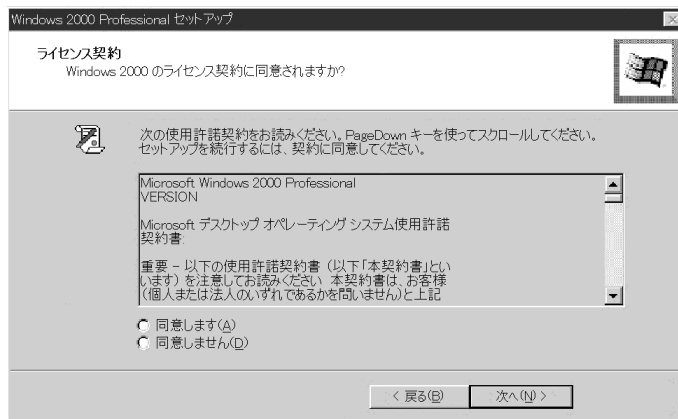 Windows 2000 Professional セットアップ
ライセンス契約
Windows 2000 のライセンス契約に同意されますか?
次の使用許諾契約をお読みください。PageDown キーを使ってスクロールしてください。
セットアップを続行するには、契約に同意してください。
Microsoft Windows 2000 Professional
VERSION
Microsoft デスクトップ オペレーティング システム使用許諾
契約書:
重要 − 以下の使用許諾契約書 (以下「本契約書」とい
います) を注意してお読みください 本契約書は、お客様
(個人または法人のいずれであるかを問いません)と上記
同意します(A)
同意しません(D)
< 戻る(B)
次へ(N) >